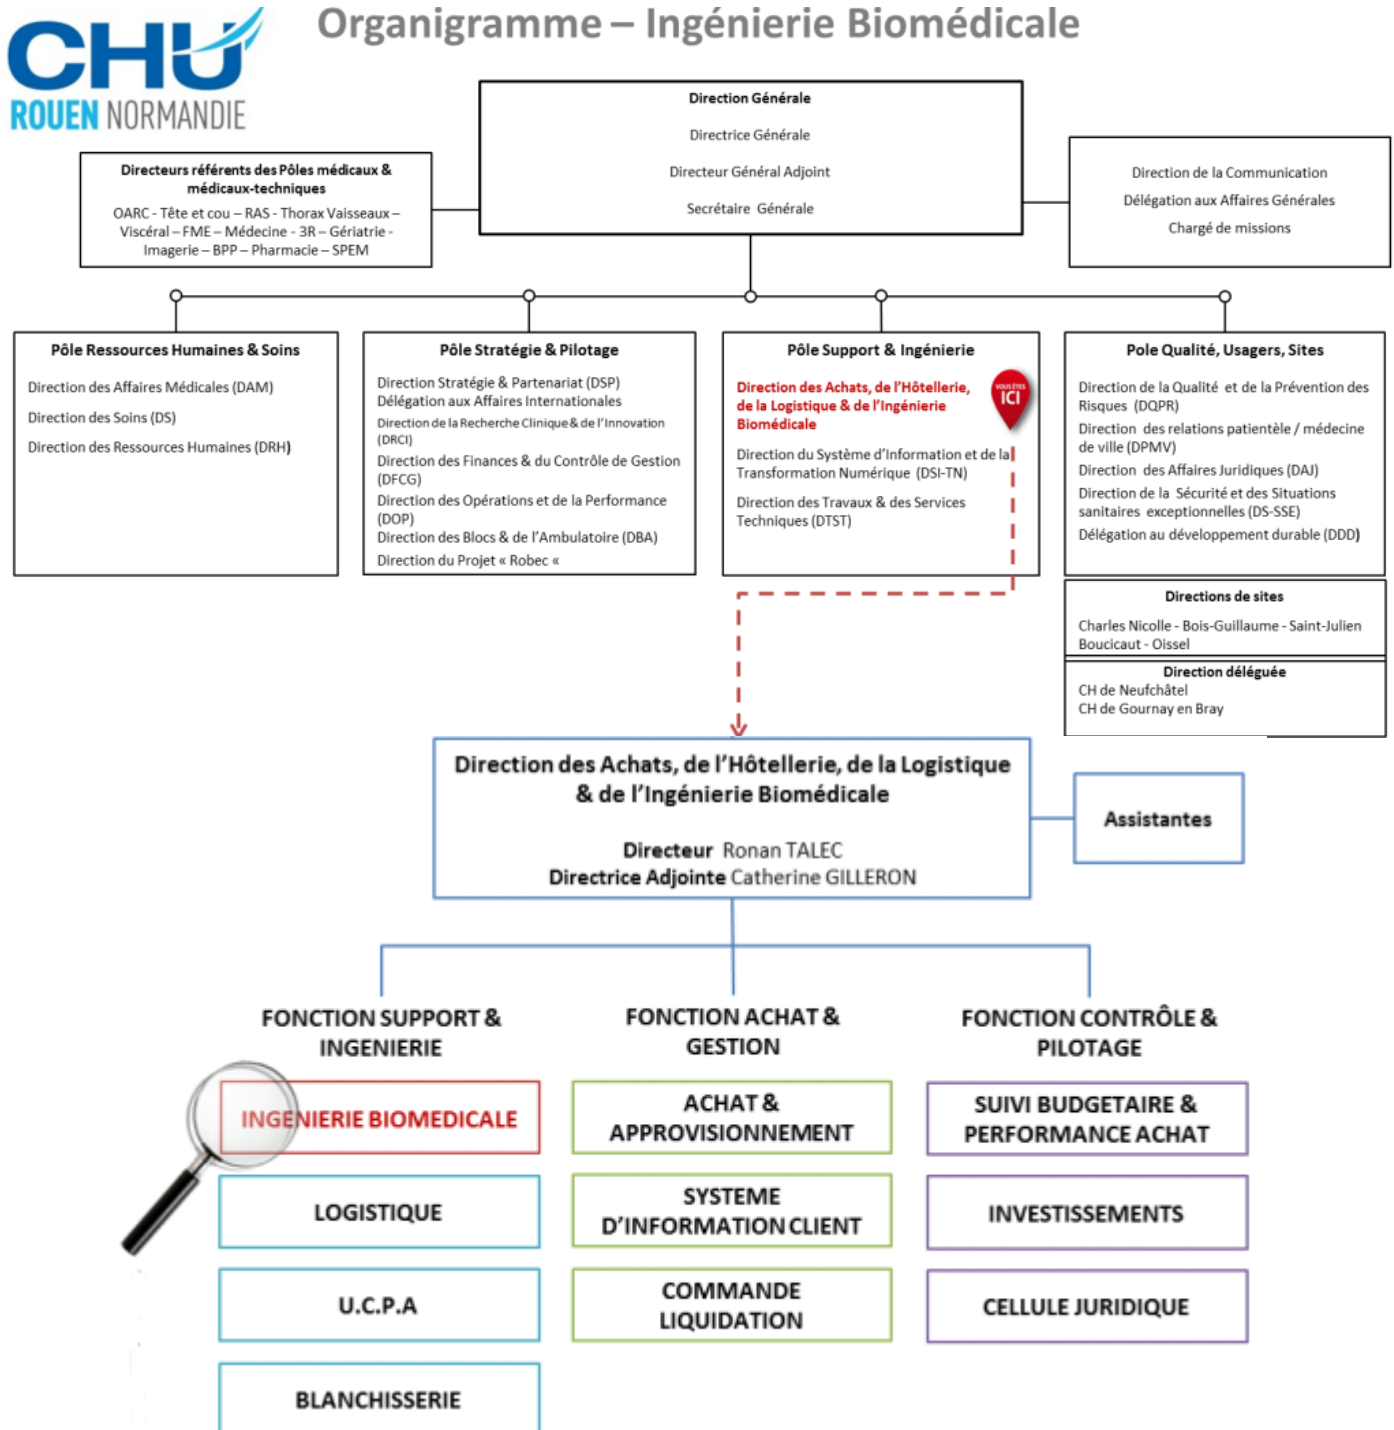 Organigramme – Ingénierie Biomédicale
CHU
ROUEN NORMANDIE
Direction Générale
Directrice Générale
Directeur Général Adjoint
Secrétaire Générale
Directeurs référents des Pôles médicaux &
médicaux-techniques
OARC - Tête et cou – RAS - Thorax Vaisseaux –
Viscéral – FME – Médecine - 3R – Gériatrie -
Imagerie – BPP – Pharmacie – SPEM
Direction de la Communication
Délégation aux Affaires Générales
Chargé de missions
Pôle Ressources Humaines & Soins
Direction des Affaires Médicales (DAM)
Direction des Soins (DS)
Direction des Ressources Humaines (DRH)
Pôle Stratégie & Pilotage
Direction Stratégie & Partenariat (DSP)
Délégation aux Affaires Internationales
Direction de la Recherche Clinique & de l'Innovation
(DRCI)
Direction des Finances & du Contrôle de Gestion
(DFCG)
Direction des Opérations et de la Performance
(DOP)
Direction des Blocs & de l'Ambulatoire (DBA)
Direction du Projet « Robec «
Pôle Support & Ingénierie
Direction des Achats, de l'Hôtellerie,
de la Logistique & de l'Ingénierie
Biomédicale
VOUS ÊTES
ICI
Direction du Système d'Information et de la
Transformation Numérique (DSI-TN)
Direction des Travaux & des Services
Techniques (DTST)
Pole Qualité, Usagers, Sites
Direction de la Qualité et de la Prévention des
Risques (DQPR)
Direction des relations patientèle / médecine
de ville (DPMV)
Direction des Affaires Juridiques (DAJ)
Direction de la Sécurité et des Situations
sanitaires exceptionnelles (DS-SSE)
Délégation au développement durable (DDD)
Directions de sites
Charles Nicolle - Bois-Guillaume - Saint-Julien
Boucicaut - Oissel
Direction déléguée
CH de Neufchâtel
CH de Gournay en Bray
Direction des Achats, de l'Hôtellerie, de la Logistique
& de l'Ingénierie Biomédicale
Directeur Ronan TALEC
Directrice Adjointe Catherine GILLERON
Assistantes
FONCTION SUPPORT &
INGENIERIE
INGENIERIE BIOMEDICALE
LOGISTIQUE
U.C.P.A
BLANCHISSERIE
FONCTION ACHAT &
GESTION
ACHAT &
APPROVISIONNEMENT
SYSTEME
D'INFORMATION CLIENT
COMMANDE
LIQUIDATION
FONCTION CONTRÔLE &
PILOTAGE
SUIVI BUDGETAIRE &
PERFORMANCE ACHAT
INVESTISSEMENTS
CELLULE JURIDIQUE